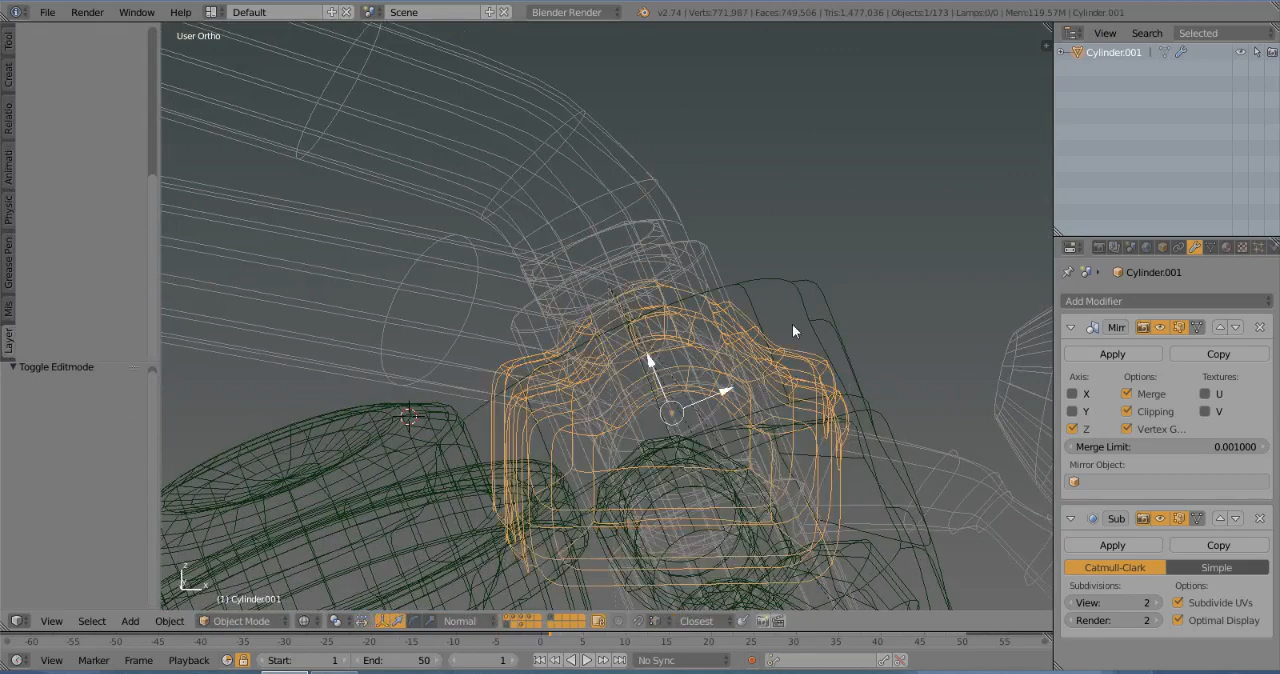 File Render Window Help Default Scene Blender Render v2.74 | Verts:771,987 | Faces:749,506 | Tris:1,477,036 | Objects:1/173 | Lamps:0/0 | Mem:119.57M | Cylinder.001
User Ortho
View Search Selected
Cylinder.001
Tool
Creat
Relatio
Animati
Physic
Grease Pen
Mis
Layer
Toggle Editmode
Cylinder.001
Add Modifier
Mirr
Apply Copy
Axis: Options: Textures:
X Merge U
Y Clipping V
Z Vertex G...
Merge Limit: 0.001000
Mirror Object:
Sub
Apply Copy
Catmull-Clark Simple
Subdivisions: Options:
View: 2 Subdivide UVs
Render: 2 Optimal Display
z
x
(1) Cylinder.001
View Select Add Object Object Mode Normal Closest
-60 -55 -50 -45 -40 -35 -30 -25 -20 -15 -10 -5 0 5 10 15 20 25 30 35 40 45 50 55
View Marker Frame Playback Start: 1 End: 50 1 No Sync